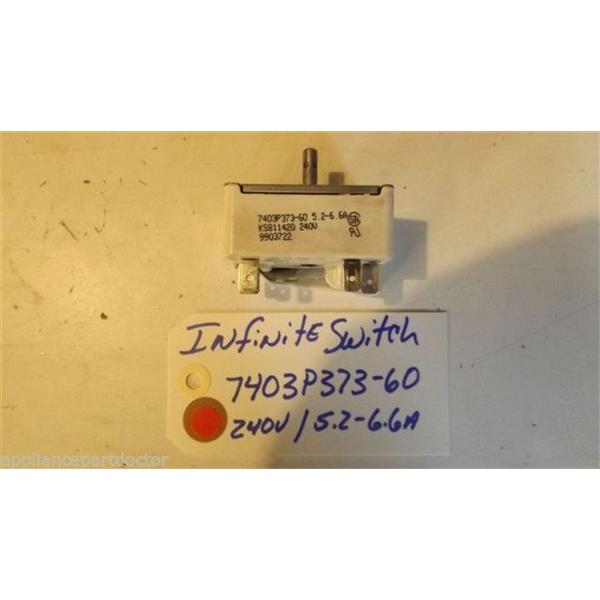 7403P373-60 5.2-6.6A
KS811420 240V
9903722
INfiNitE Switch
7403P373-60
240V / 5.2-6.6A
appliancepartdoctor